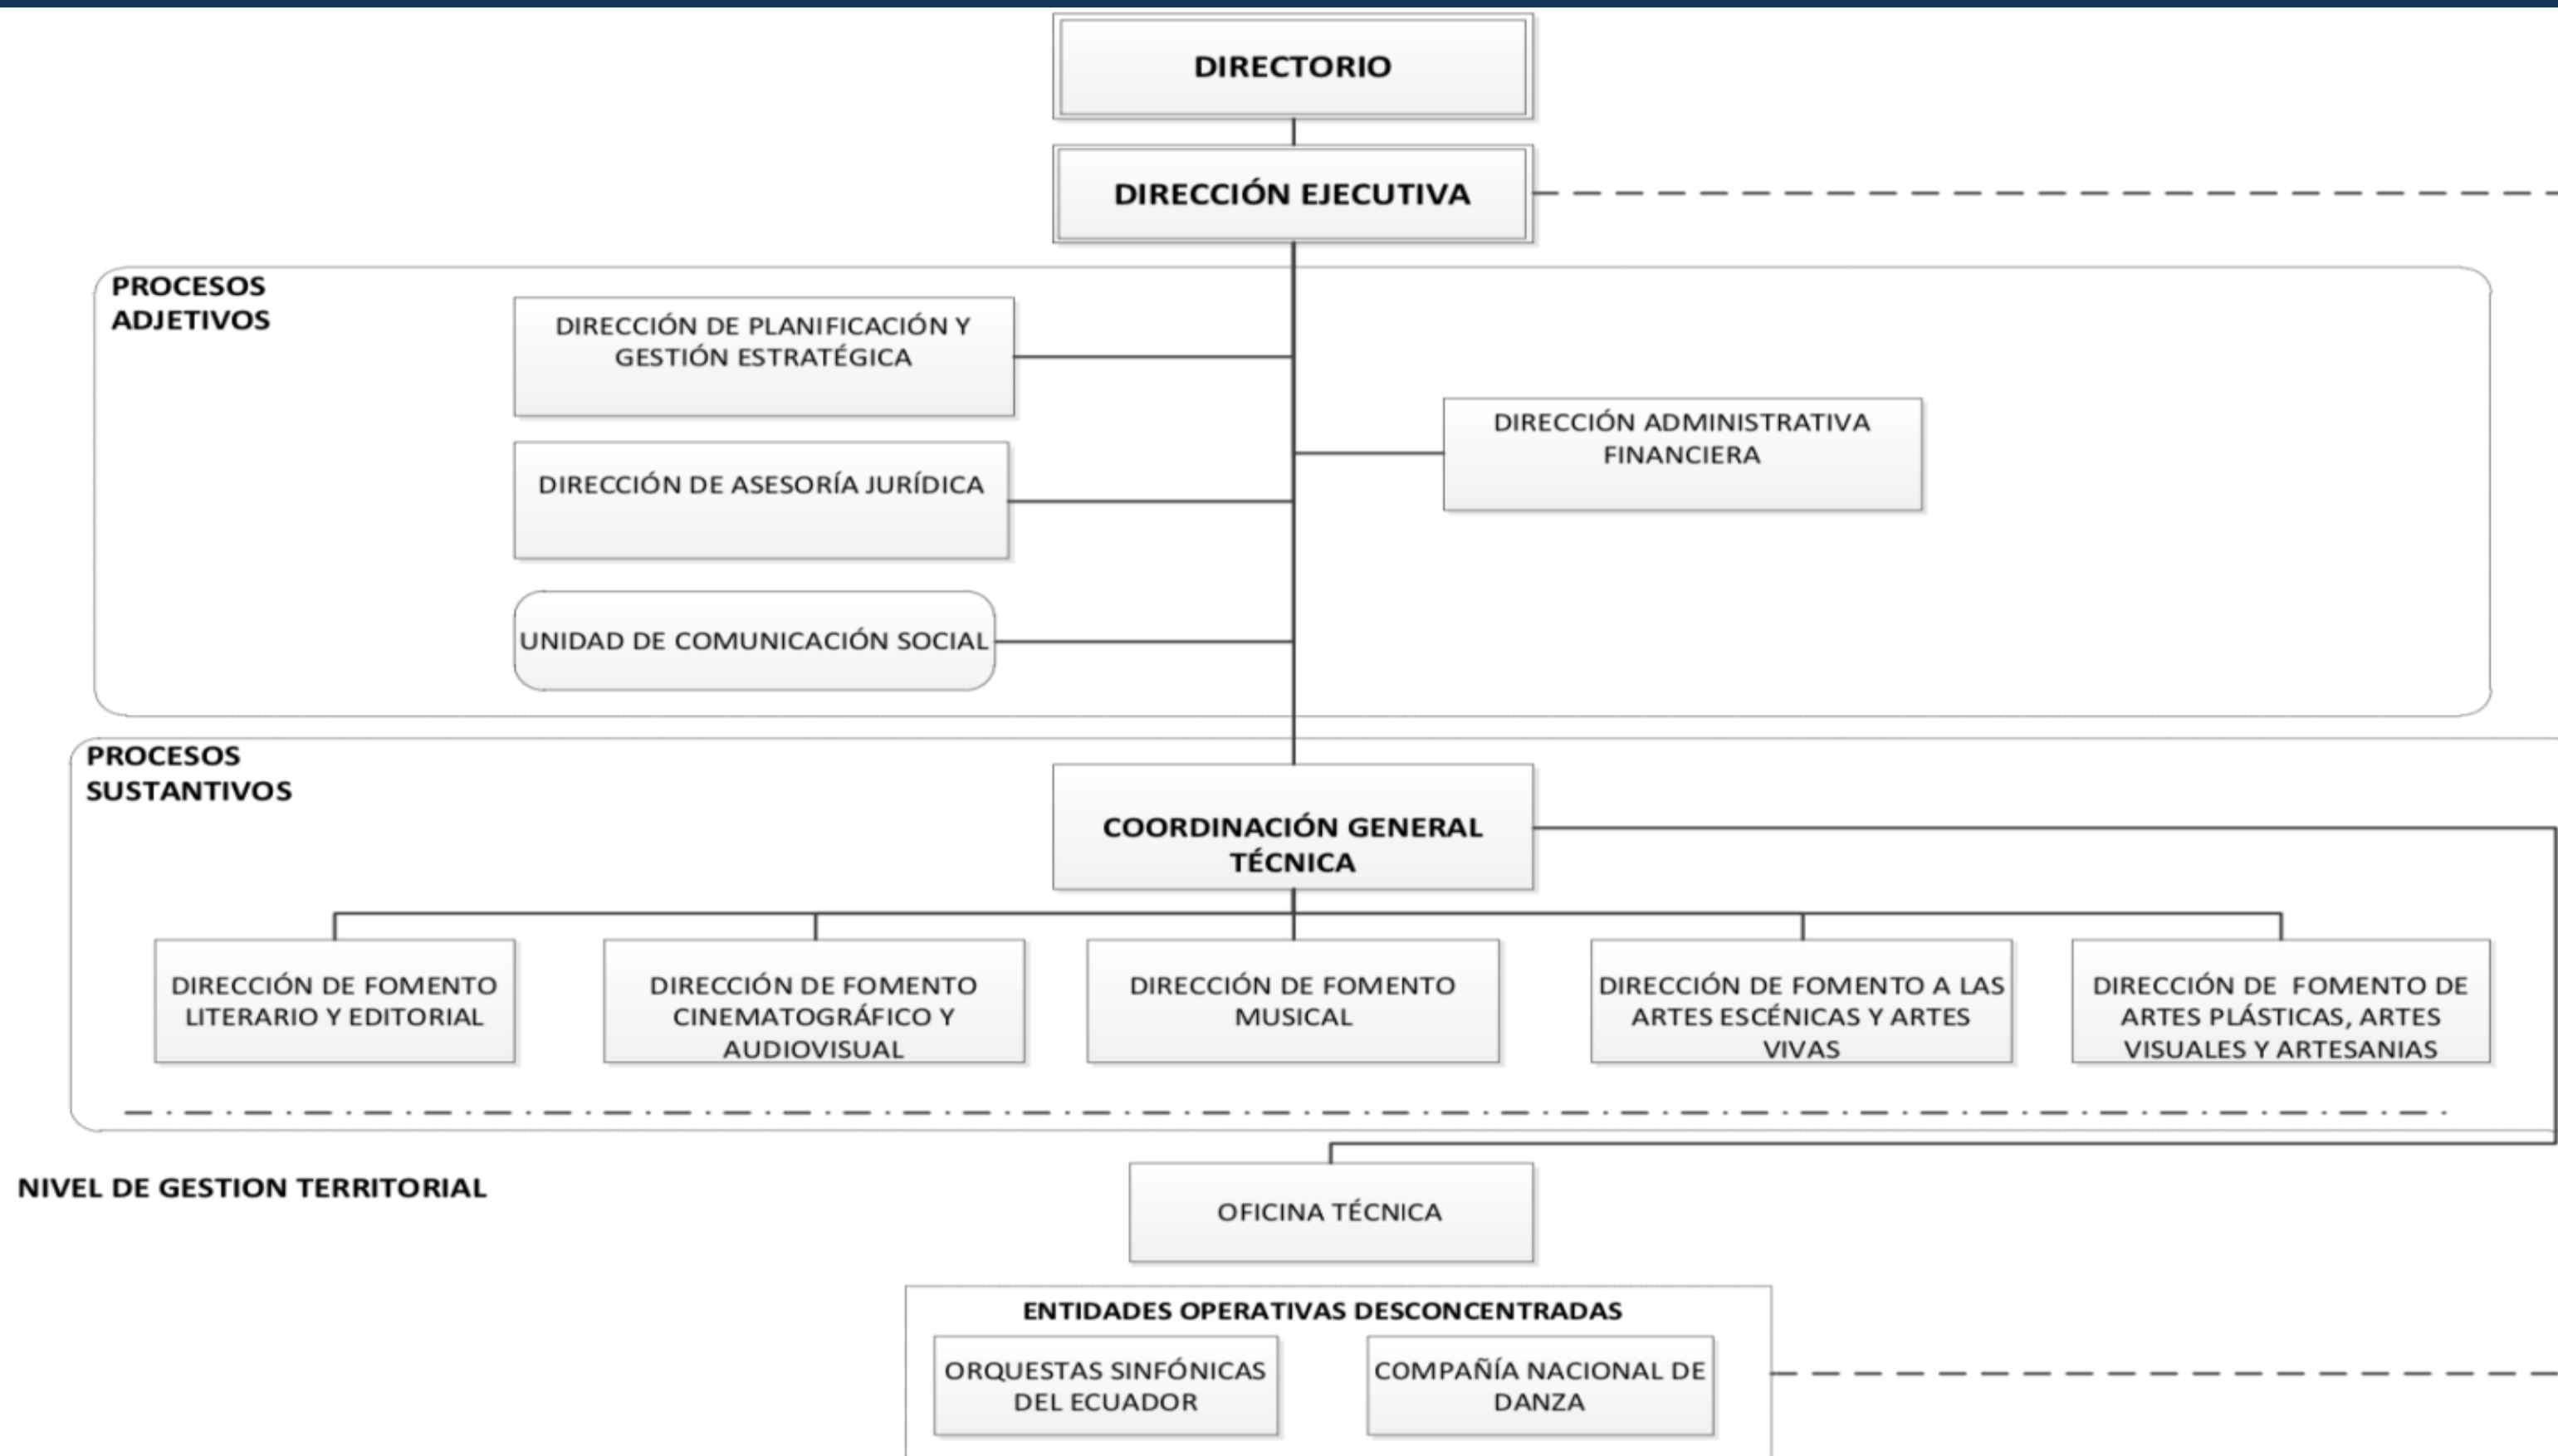 DIRECTORIO
DIRECCIÓN EJECUTIVA
PROCESOS
ADJETIVOS
DIRECCIÓN DE PLANIFICACIÓN Y
GESTIÓN ESTRATÉGICA
DIRECCIÓN ADMINISTRATIVA
FINANCIERA
DIRECCIÓN DE ASESORÍA JURÍDICA
UNIDAD DE COMUNICACIÓN SOCIAL
PROCESOS
SUSTANTIVOS
COORDINACIÓN GENERAL
TÉCNICA
DIRECCIÓN DE FOMENTO
LITERARIO Y EDITORIAL
DIRECCIÓN DE FOMENTO
CINEMATOGRÁFICO Y
AUDIOVISUAL
DIRECCIÓN DE FOMENTO
MUSICAL
DIRECCIÓN DE FOMENTO A LAS
ARTES ESCÉNICAS Y ARTES
VIVAS
DIRECCIÓN DE FOMENTO DE
ARTES PLÁSTICAS, ARTES
VISUALES Y ARTESANIAS
NIVEL DE GESTION TERRITORIAL
OFICINA TÉCNICA
ENTIDADES OPERATIVAS DESCONCENTRADAS
ORQUESTAS SINFÓNICAS
DEL ECUADOR
COMPAÑÍA NACIONAL DE
DANZA